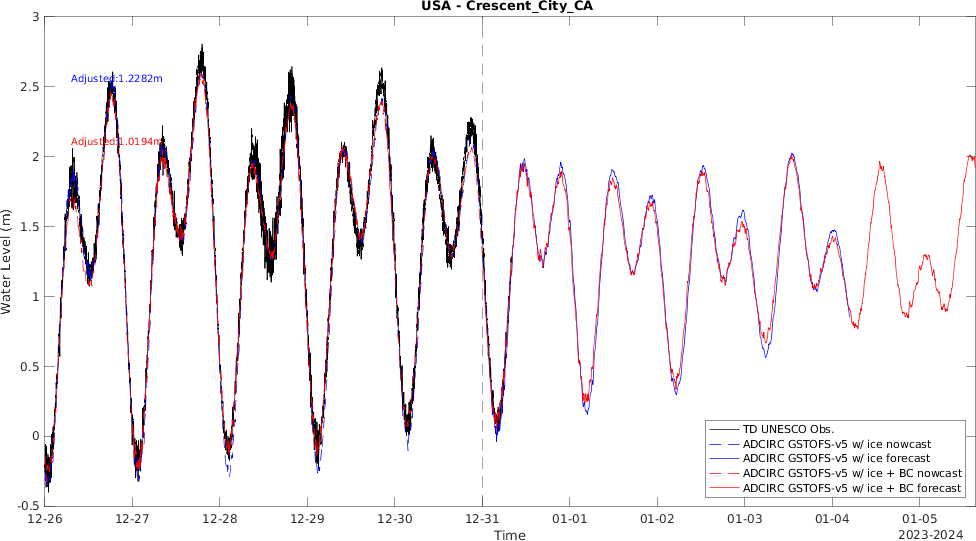 USA - Crescent_City_CA
3
2.5
2
1.5
1
0.5
0
-0.5
Water Level (m)
Adjusted:1.2282m
Adjusted:1.0194m
TD UNESCO Obs.
ADCIRC GSTOFS-v5 w/ ice nowcast
ADCIRC GSTOFS-v5 w/ ice forecast
ADCIRC GSTOFS-v5 w/ ice + BC nowcast
ADCIRC GSTOFS-v5 w/ ice + BC forecast
12-26 12-27 12-28 12-29 12-30 12-31 01-01 01-02 01-03 01-04 01-05
Time
2023-2024